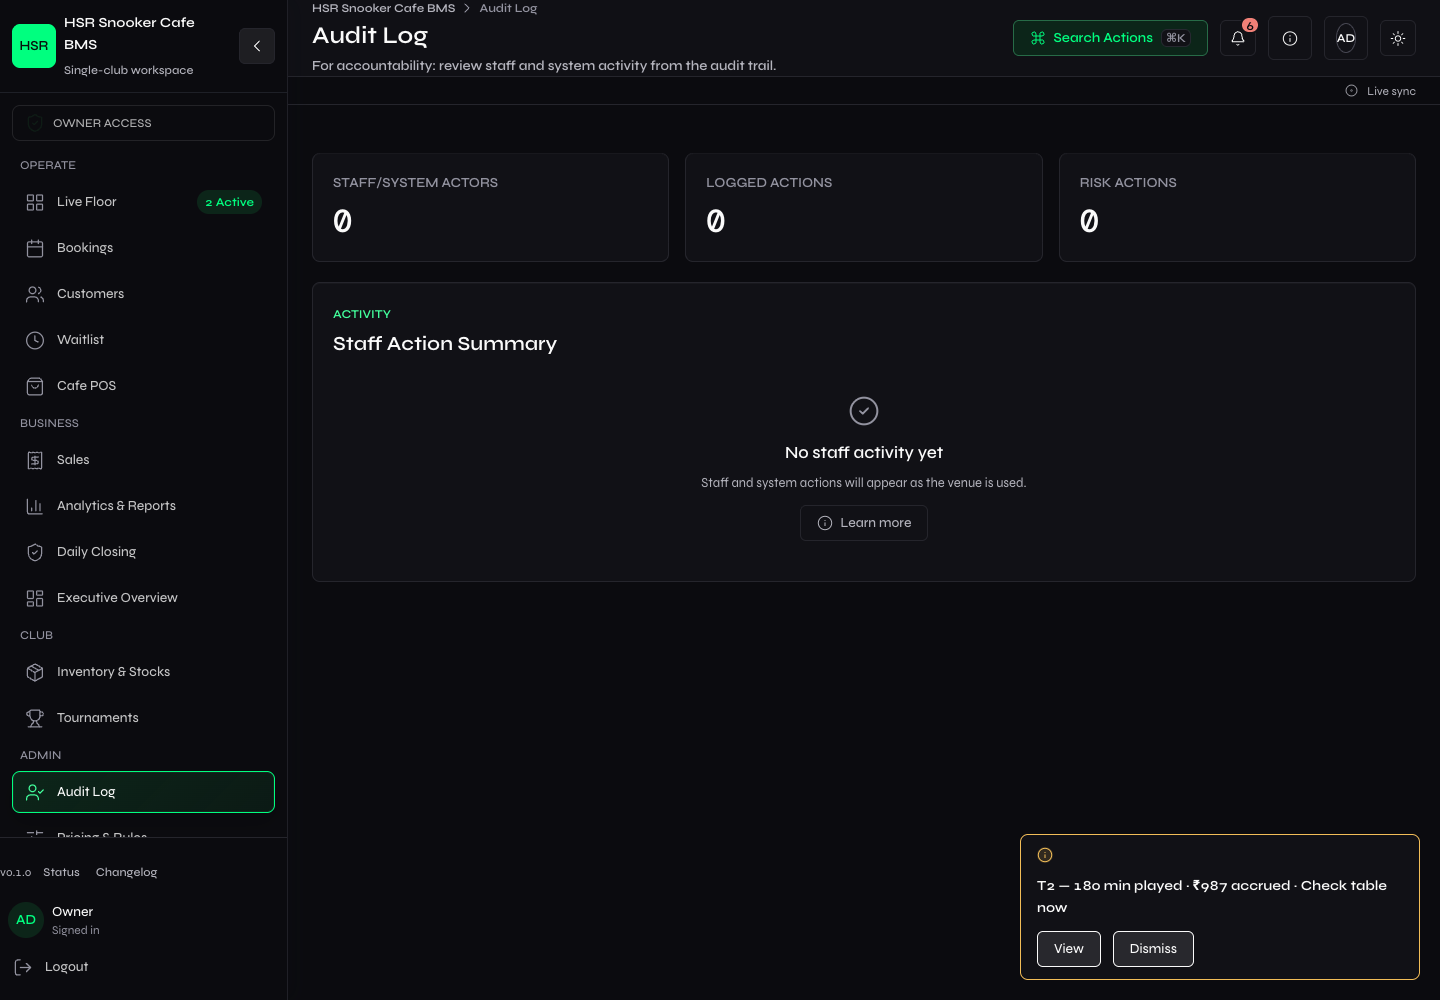 HSR
HSR Snooker Cafe
BMS
Single-club workspace
OWNER ACCESS
OPERATE
Live Floor
2 Active
Bookings
Customers
Waitlist
Cafe POS
BUSINESS
Sales
Analytics & Reports
Daily Closing
Executive Overview
CLUB
Inventory & Stocks
Tournaments
ADMIN
Audit Log
Pricing & Rules
v0.1.0 Status Changelog
AD
Owner
Signed in
Logout
HSR Snooker Cafe BMS > Audit Log
Audit Log
For accountability: review staff and system activity from the audit trail.
Search Actions ⌘K
6
AD
Live sync
STAFF/SYSTEM ACTORS
0
LOGGED ACTIONS
0
RISK ACTIONS
0
ACTIVITY
Staff Action Summary
No staff activity yet
Staff and system actions will appear as the venue is used.
Learn more
T2 — 180 min played · ₹987 accrued · Check table
now
View
Dismiss